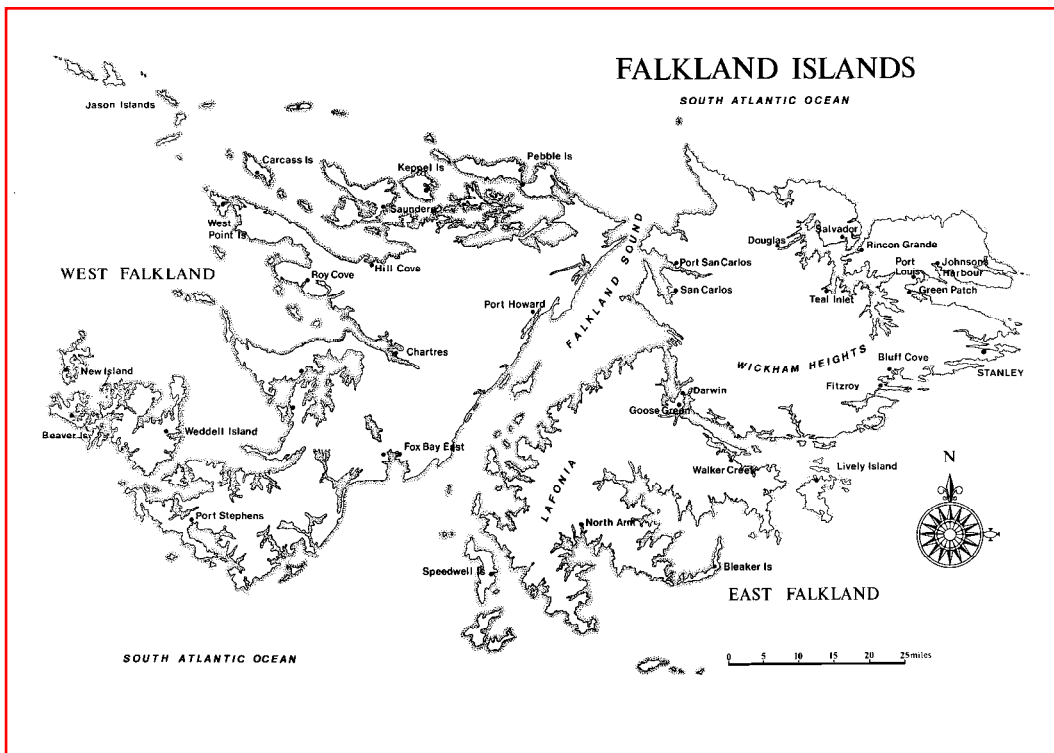 FALKLAND ISLANDS
SOUTH ATLANTIC OCEAN
Jason Islands
Carcass Is
Keppel Is
Pebble Is
Saunders
West
Point Is
Hill Cove
WEST FALKLAND
Roy Cove
Port Howard
FALKLAND SOUND
Chartres
Douglas
Salvador
Rincon Grande
Port San Carlos
San Carlos
Port
Louis
Johnsons
Harbour
Teal Inlet
Green Patch
WICKHAM HEIGHTS
Bluff Cove
STANLEY
Fitzroy
New Island
Beaver Is
Weddell Island
Darwin
Goose Green
Fox Bay East
Walker Creek
Lively Island
LAFONIA
Port Stephens
North Arm
Speedwell Is
Bleaker Is
N
EAST FALKLAND
SOUTH ATLANTIC OCEAN
0 5 10 15 20 25 miles